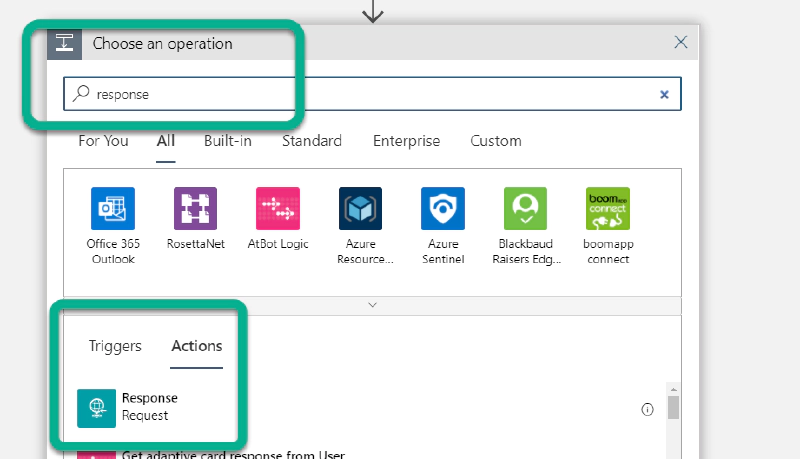 Choose an operation
response
For You All Built-in Standard Enterprise Custom
boomapp
connect
Office 365
Outlook
RosettaNet
AtBot Logic
Azure
Resource...
Azure
Sentinel
Blackbaud
Raisers Edg...
boomapp
connect
Triggers Actions
Response
Request
Get adaptive card response from User